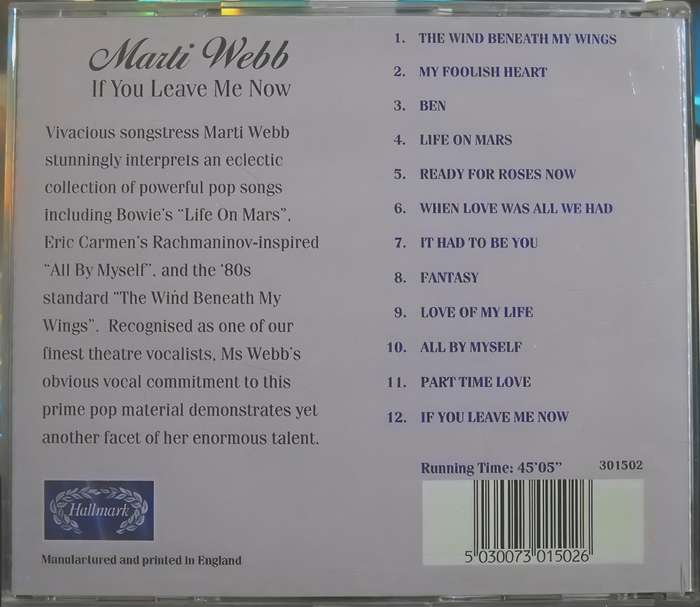 Marti Webb
If You Leave Me Now
Vivacious songstress Marti Webb
stunningly interprets an eclectic
collection of powerful pop songs
including Bowie's "Life On Mars",
Eric Carmen's Rachmaninov-inspired
"All By Myself", and the '80s
standard "The Wind Beneath My
Wings". Recognised as one of our
finest theatre vocalists, Ms Webb's
obvious vocal commitment to this
prime pop material demonstrates yet
another facet of her enormous talent.
Hallmark
Manufactured and printed in England
1. THE WIND BENEATH MY WINGS
2. MY FOOLISH HEART
3. BEN
4. LIFE ON MARS
5. READY FOR ROSES NOW
6. WHEN LOVE WAS ALL WE HAD
7. IT HAD TO BE YOU
8. FANTASY
9. LOVE OF MY LIFE
10. ALL BY MYSELF
11. PART TIME LOVE
12. IF YOU LEAVE ME NOW
Running Time: 45'05" 301502
5 030073 015026